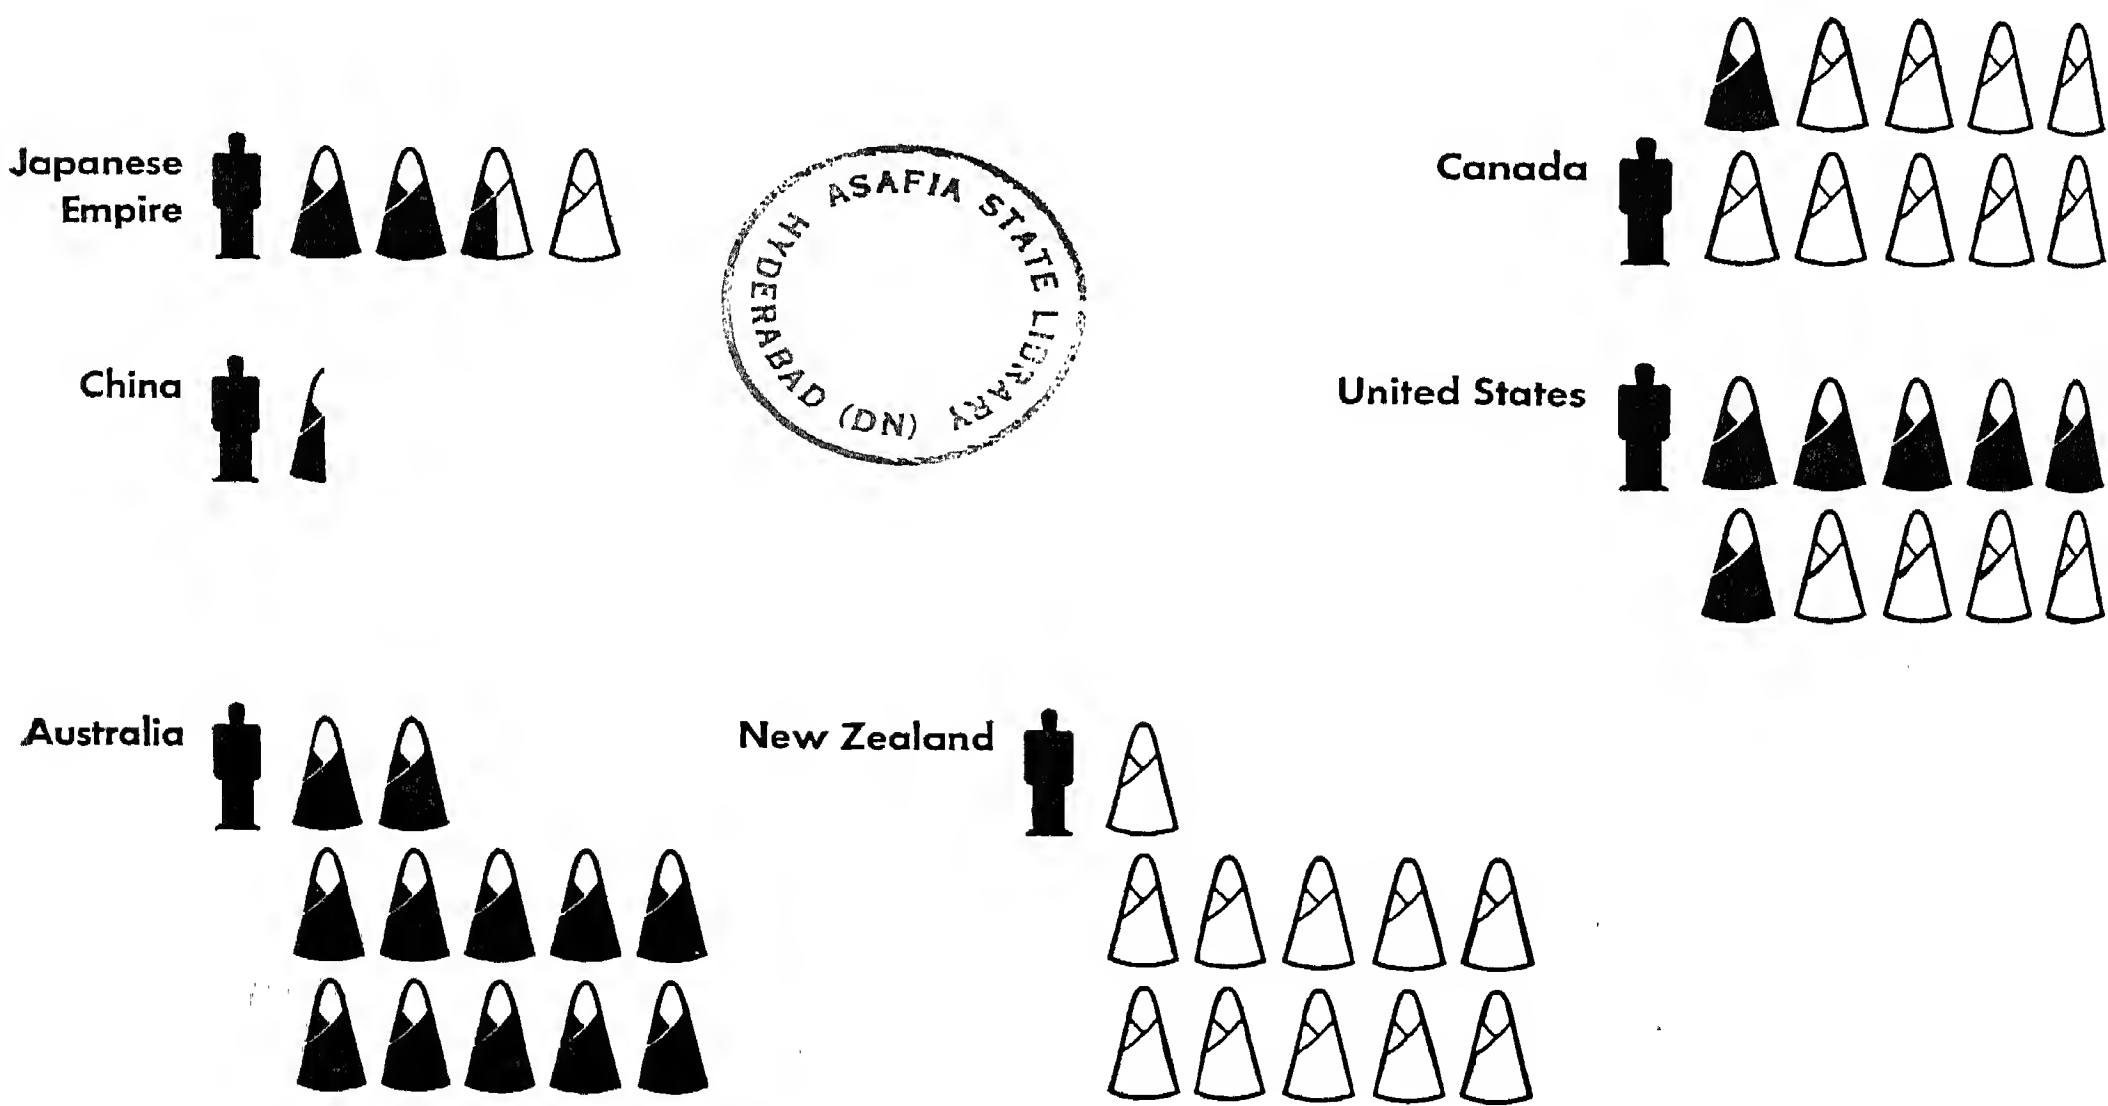 Japanese
Empire
China
Australia
New Zealand
Canada
United States
ASAFIA STATE LIBRARY
HYDERABAD (DN)